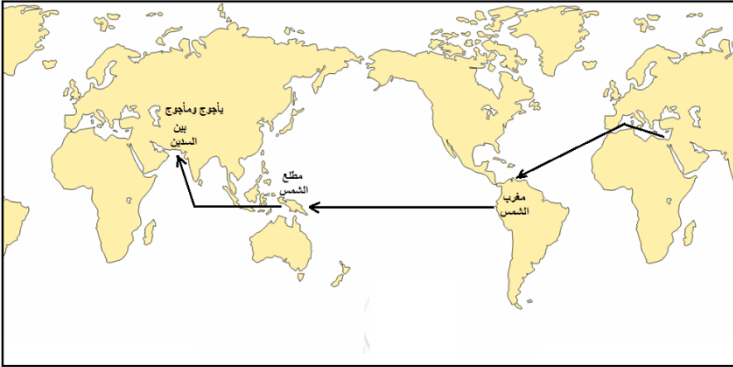 يأجوج ومأجوج
بين
السدين
مطلع
الشمس
مغرب
الشمس